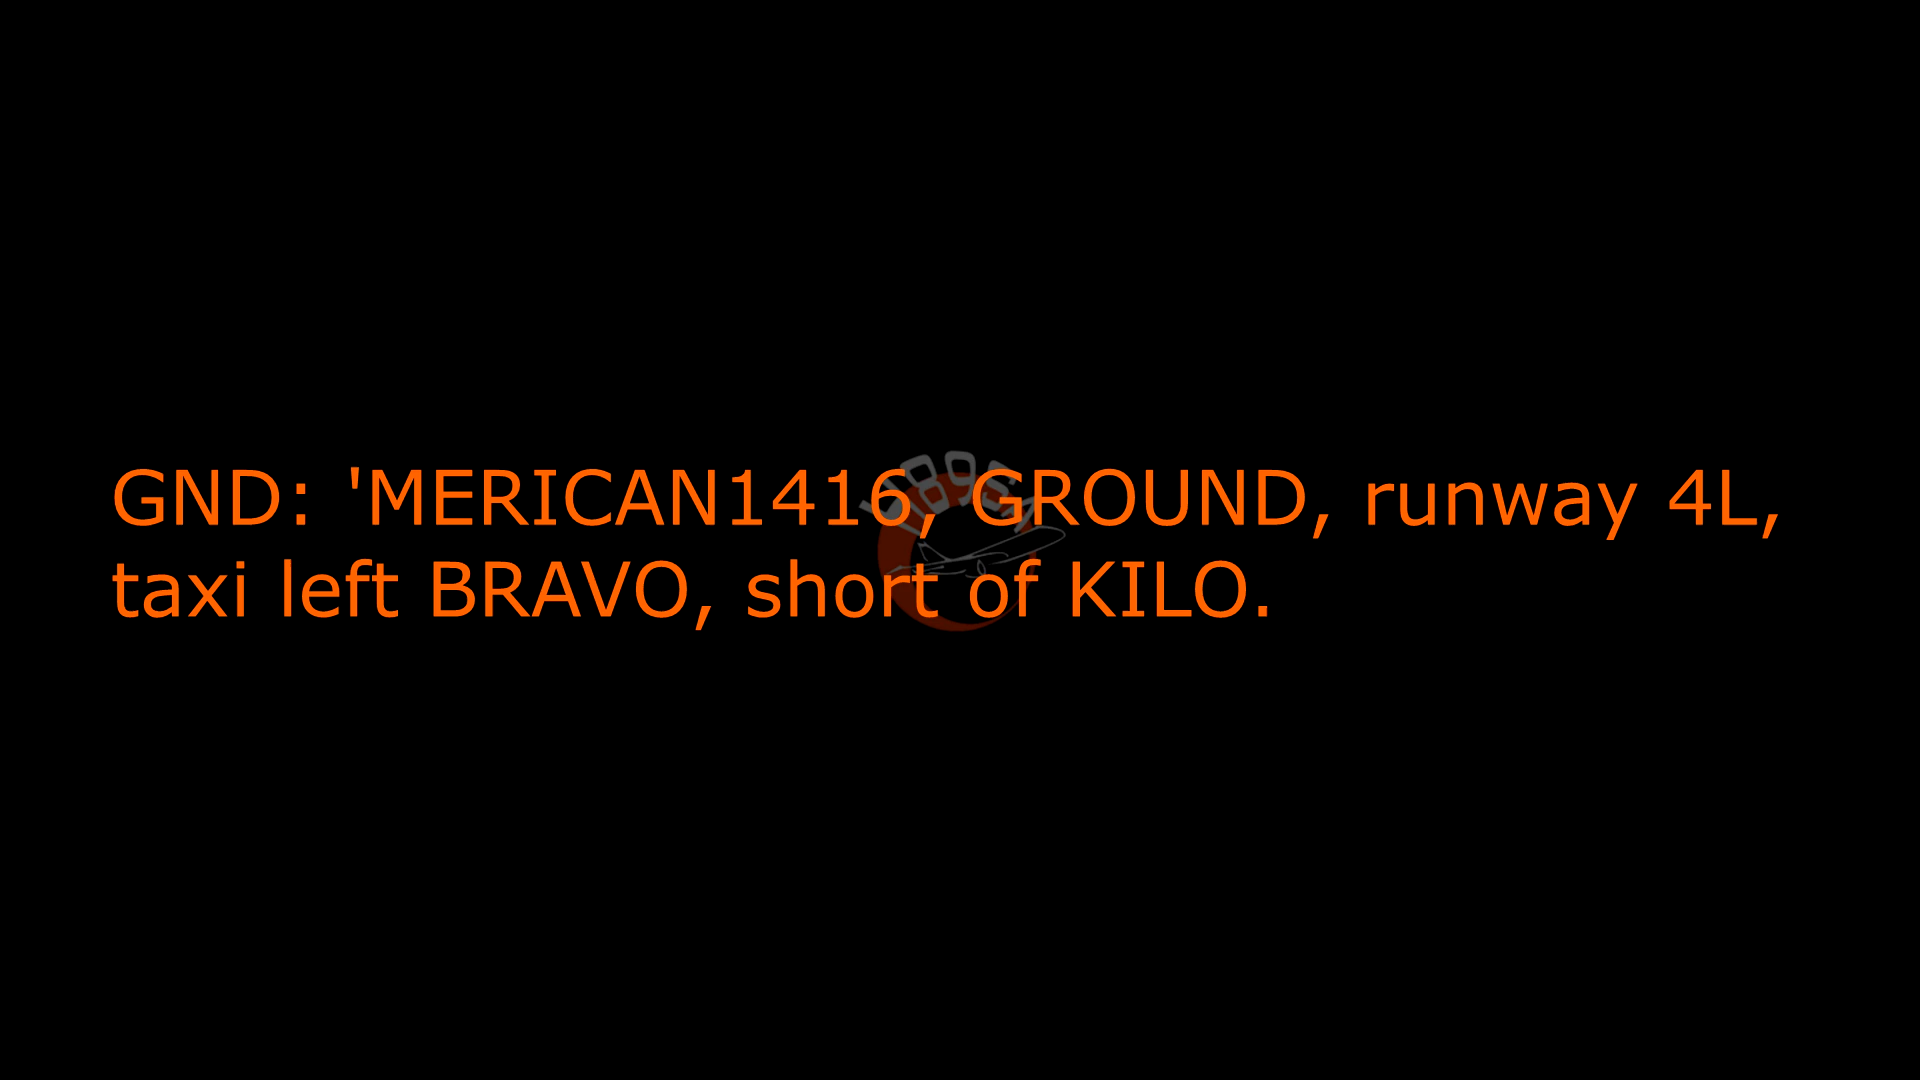 GND: 'MERICAN1416, GROUND, runway 4L,
taxi left BRAVO, short of KILO.